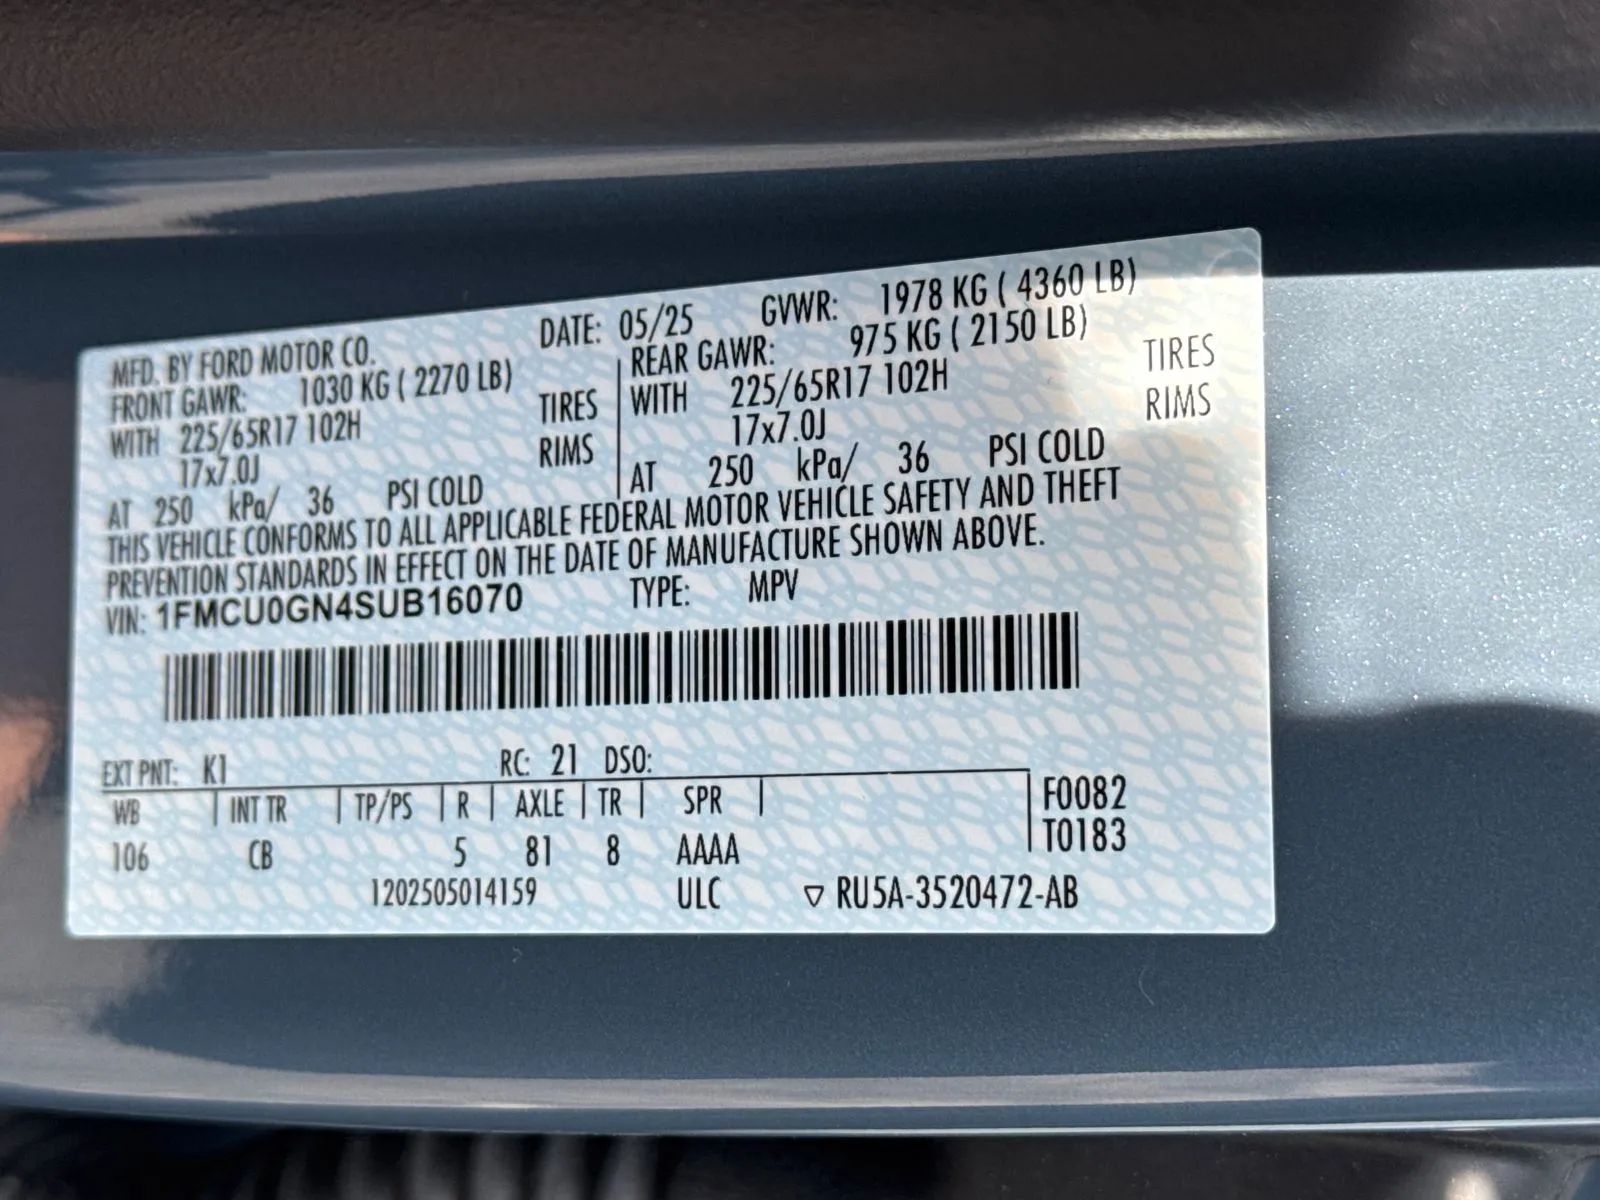 MFD. BY FORD MOTOR CO. DATE: 05/25 GVWR: 1978 KG ( 4360 LB)
FRONT GAWR: 1030 KG ( 2270 LB) REAR GAWR: 975 KG ( 2150 LB)
WITH 225/65R17 102H TIRES WITH 225/65R17 102H TIRES
17x7.0J RIMS 17x7.0J RIMS
AT 250 kPa/ 36 PSI COLD AT 250 kPa/ 36 PSI COLD
THIS VEHICLE CONFORMS TO ALL APPLICABLE FEDERAL MOTOR VEHICLE SAFETY AND THEFT
PREVENTION STANDARDS IN EFFECT ON THE DATE OF MANUFACTURE SHOWN ABOVE.
VIN: 1FMCU0GN4SUB16070 TYPE: MPV
EXT PNT: K1 RC: 21 DSO:
WB INT TR TP/PS R AXLE TR SPR F0082
106 CB 5 81 8 AAAA T0183
1202505014159 ULC ▽ RU5A-3520472-AB